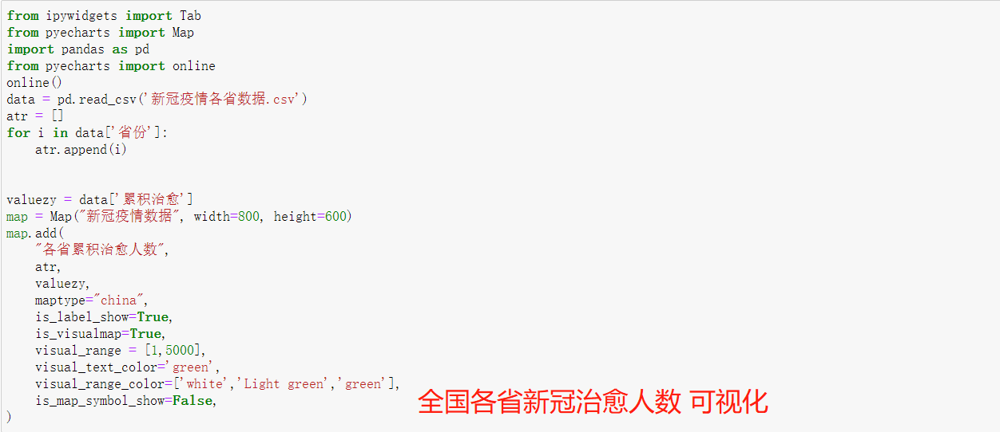 from ipywidgets import Tab
from pyecharts import Map
import pandas as pd
from pyecharts import online
online()
data = pd.read_csv('新冠疫情各省数据.csv')
atr = []
for i in data['省份']:
    atr.append(i)
valuezy = data['累积治愈']
map = Map("新冠疫情数据", width=800, height=600)
map.add(
    "各省累积治愈人数",
    atr,
    valuezy,
    maptype="china",
    is_label_show=True,
    is_visualmap=True,
    visual_range = [1,5000],
    visual_text_color='green',
    visual_range_color=['white','Light green','green'],
    is_map_symbol_show=False,
)
全国各省新冠治愈人数 可视化